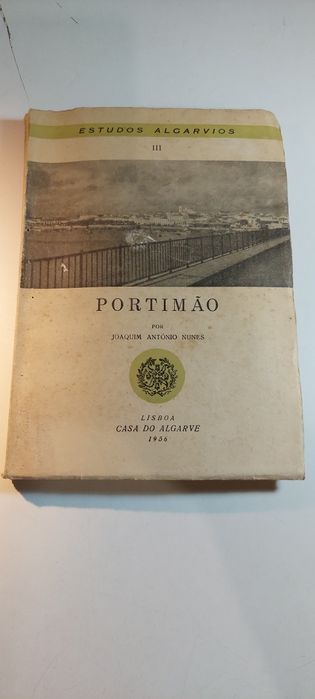 ESTUDOS ALGARVIOS
III
PORTIMÃO
POR
JOAQUIM ANTÓNIO NUNES
LISBOA
CASA DO ALGARVE
1956